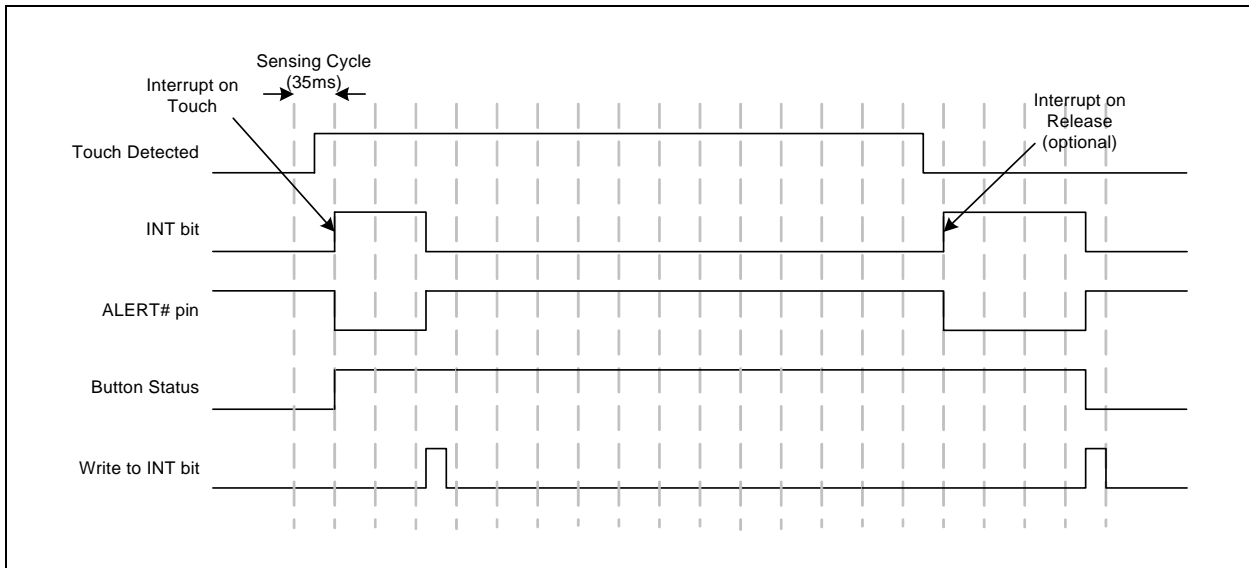 Sensing Cycle
(35ms)
Interrupt on
Touch
Interrupt on
Release
(optional)
Touch Detected
INT bit
ALERT# pin
Button Status
Write to INT bit